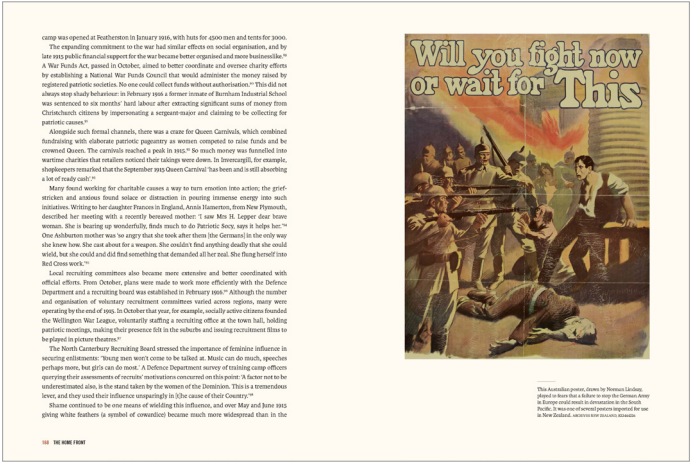 camp was opened at Featherston in January 1916, with huts for 4500 men and tents for 3000.
The expanding commitment to the war had similar effects on social organisation, and by
late 1915 public financial support for the war became better organised and more businesslike.
A War Funds Act, passed in October, aimed to better coordinate and oversee charity efforts
by establishing a National War Funds Council that would administer the money raised by
registered patriotic societies. No one could collect funds without authorisation. This did not
always stop shady behaviour: in February 1916 a former inmate of Burnham Industrial School
was sentenced to six months' hard labour after extracting significant sums of money from
Christchurch citizens by impersonating a sergeant-major and claiming to be collecting for
patriotic causes.
Alongside such formal channels, there was a craze for Queen Carnivals, which combined
fundraising with elaborate patriotic pageantry as women competed to raise funds and be
crowned Queen. The carnivals reached a peak in 1915. So much money was funnelled into
wartime charities that retailers noticed their takings were down. In Invercargill, for example,
shopkeepers remarked that the September 1915 Queen Carnival 'has been and is still absorbing
a lot of ready cash'.
Many found working for charitable causes a way to turn emotion into action; the grief-
stricken and anxious found solace or distraction in pouring immense energy into such
initiatives. Writing to her daughter Frances in England, Annis Hamerton, from New Plymouth,
described her meeting with a recently bereaved mother: 'I saw Mrs H. Lepper dear brave
woman. She is bearing up wonderfully, finds much to do Patriotic Socy, says it helps her.'
One Ashburton mother was 'so angry that she took after them [the Germans] in the only way
she knew how. She cast about for a weapon. She couldn't find anything deadly that she could
wield, but she could and did find something that demanded all her zeal. She flung herself into
Red Cross work.'
Local recruiting committees also became more extensive and better coordinated with
official efforts. From October, plans were made to work more efficiently with the Defence
Department and a recruiting board was established in February 1916. Although the number
and organisation of voluntary recruitment committees varied across regions, many were
operating by the end of 1915. In October that year, for example, socially active citizens founded
the Wellington War League, voluntarily staffing a recruiting office at the town hall, holding
patriotic meetings, making their presence felt in the suburbs and issuing recruitment films to
be played in picture theatres.
The North Canterbury Recruiting Board stressed the importance of feminine influence in
securing enlistments: 'Young men won't come to be talked at. Music can do much, speeches
perhaps more, but girls can do most.' A Defence Department survey of training camp officers
querying their assessments of recruits' motivations concurred on this point: 'A factor not to be
underestimated also, is the stand taken by the women of the Dominion. This is a tremendous
lever, and they used their influence unsparingly in [t]he cause of their Country.'
Shame continued to be one means of wielding this influence, and over May and June 1915
giving white feathers (a symbol of cowardice) became much more widespread than in the
THE HOME FRONT
Will you fight now
or wait for This
This Australian poster, drawn by Norman Lindsay,
played to fears that a failure to stop the German Army
in Europe could result in devastation in the South
Pacific. It was one of several posters imported for use
in New Zealand. ARCHIVES NEW ZEALAND,